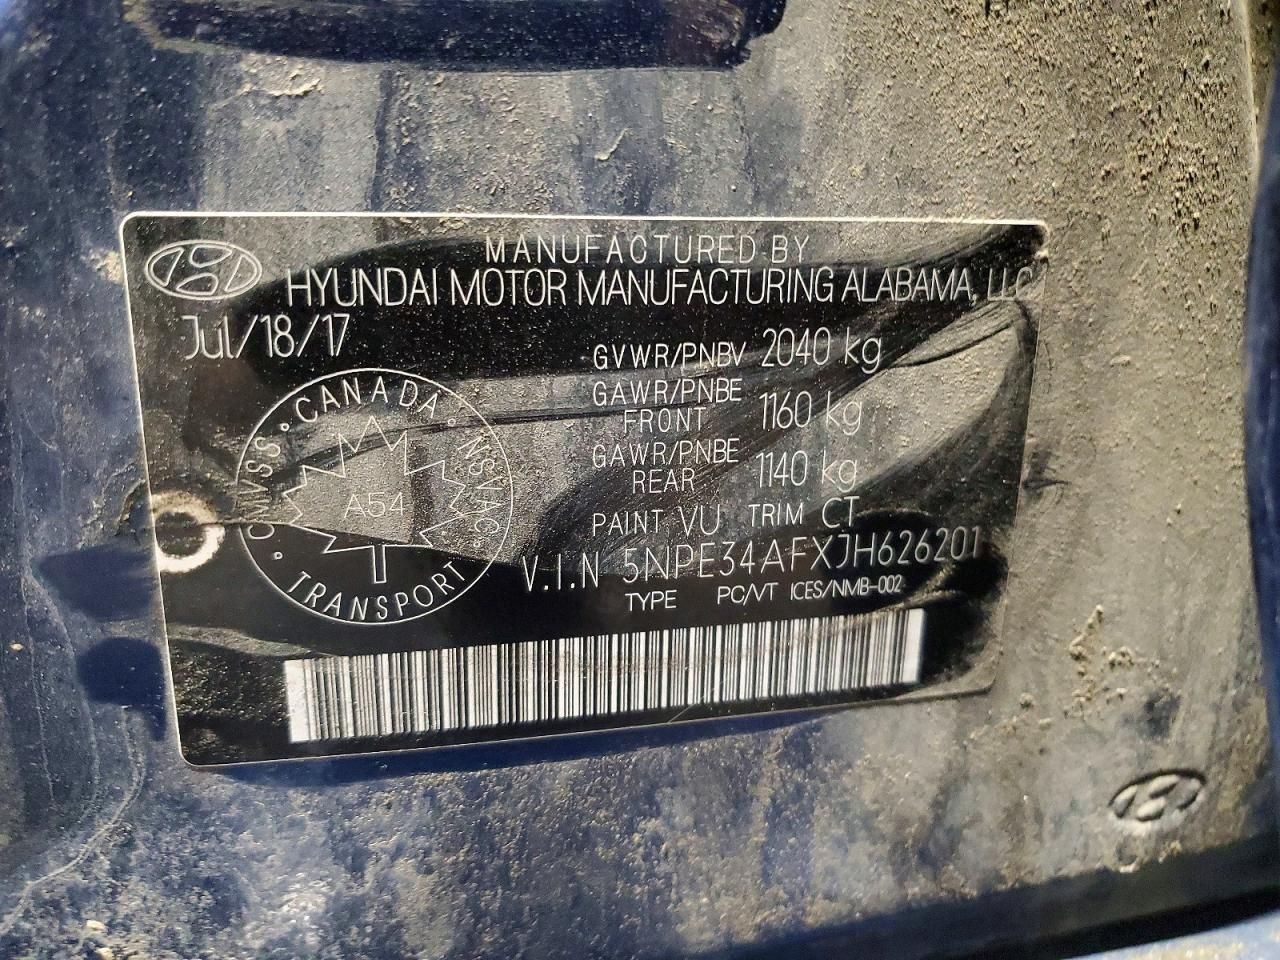 MANUFACTURED BY
HYUNDAI MOTOR MANUFACTURING ALABAMA, LLC
Jul/18/17
GVWR/PNBV 2040 kg
GAWR/PNBE FRONT 1160 kg
GAWR/PNBE REAR 1140 kg
PAINT VU TRIM CT
V.I.N 5NPE34AFXJH626201
TYPE PC/VT ICES/NMB-002
CMVSS · CANADA · NSVAC
A54
TRANSPORT